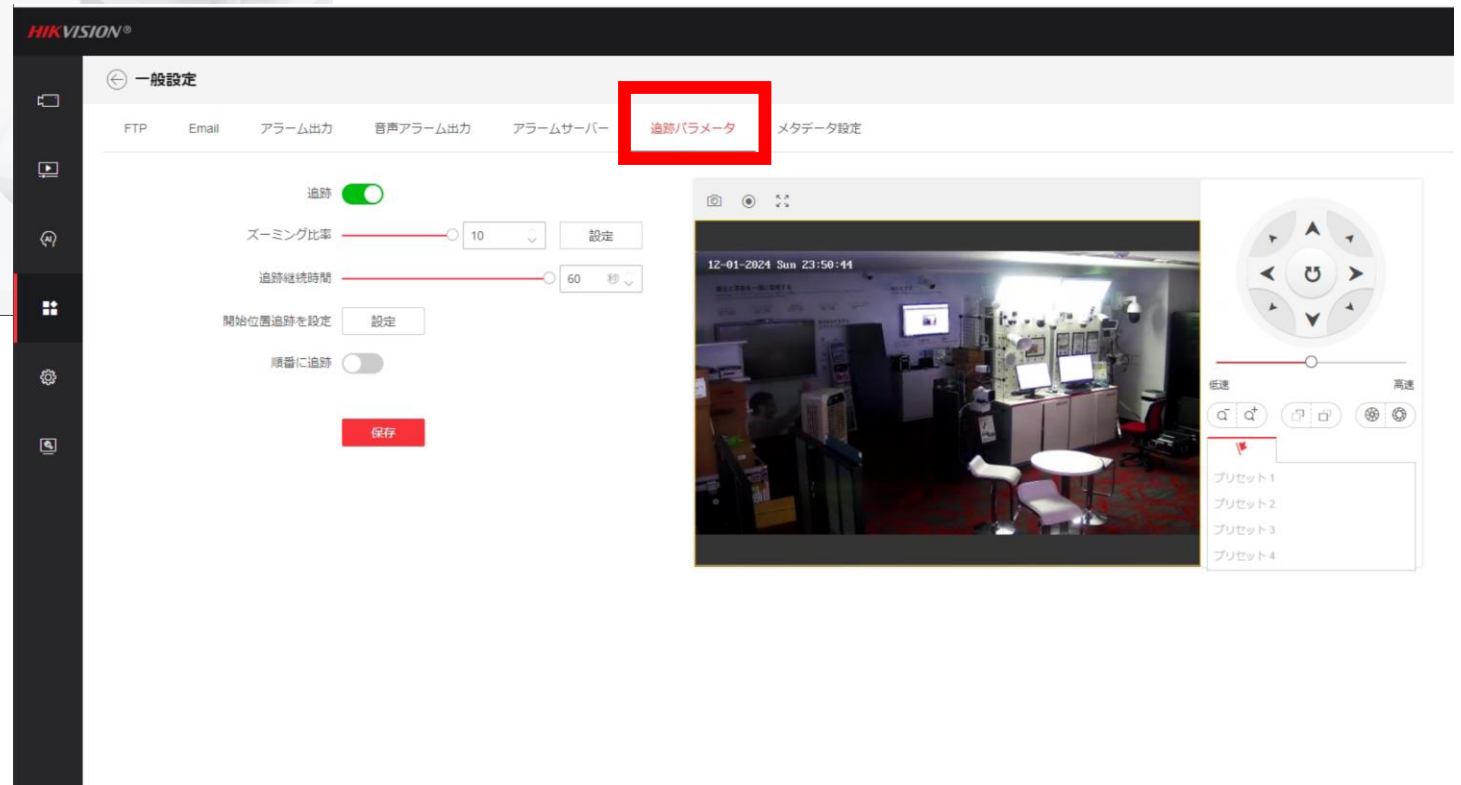 HIKVISION®
一般設定
FTP Email アラーム出力 音声アラーム出力 アラームサーバー 追跡パラメータ メタデータ設定
追跡
ズーミング比率 10 設定
追跡継続時間 60 秒
開始位置追跡を設定 設定
順番に追跡
保存
12-01-2024 Sun 23:50:44
低速 高速
プリセット 1
プリセット 2
プリセット 3
プリセット 4
AI